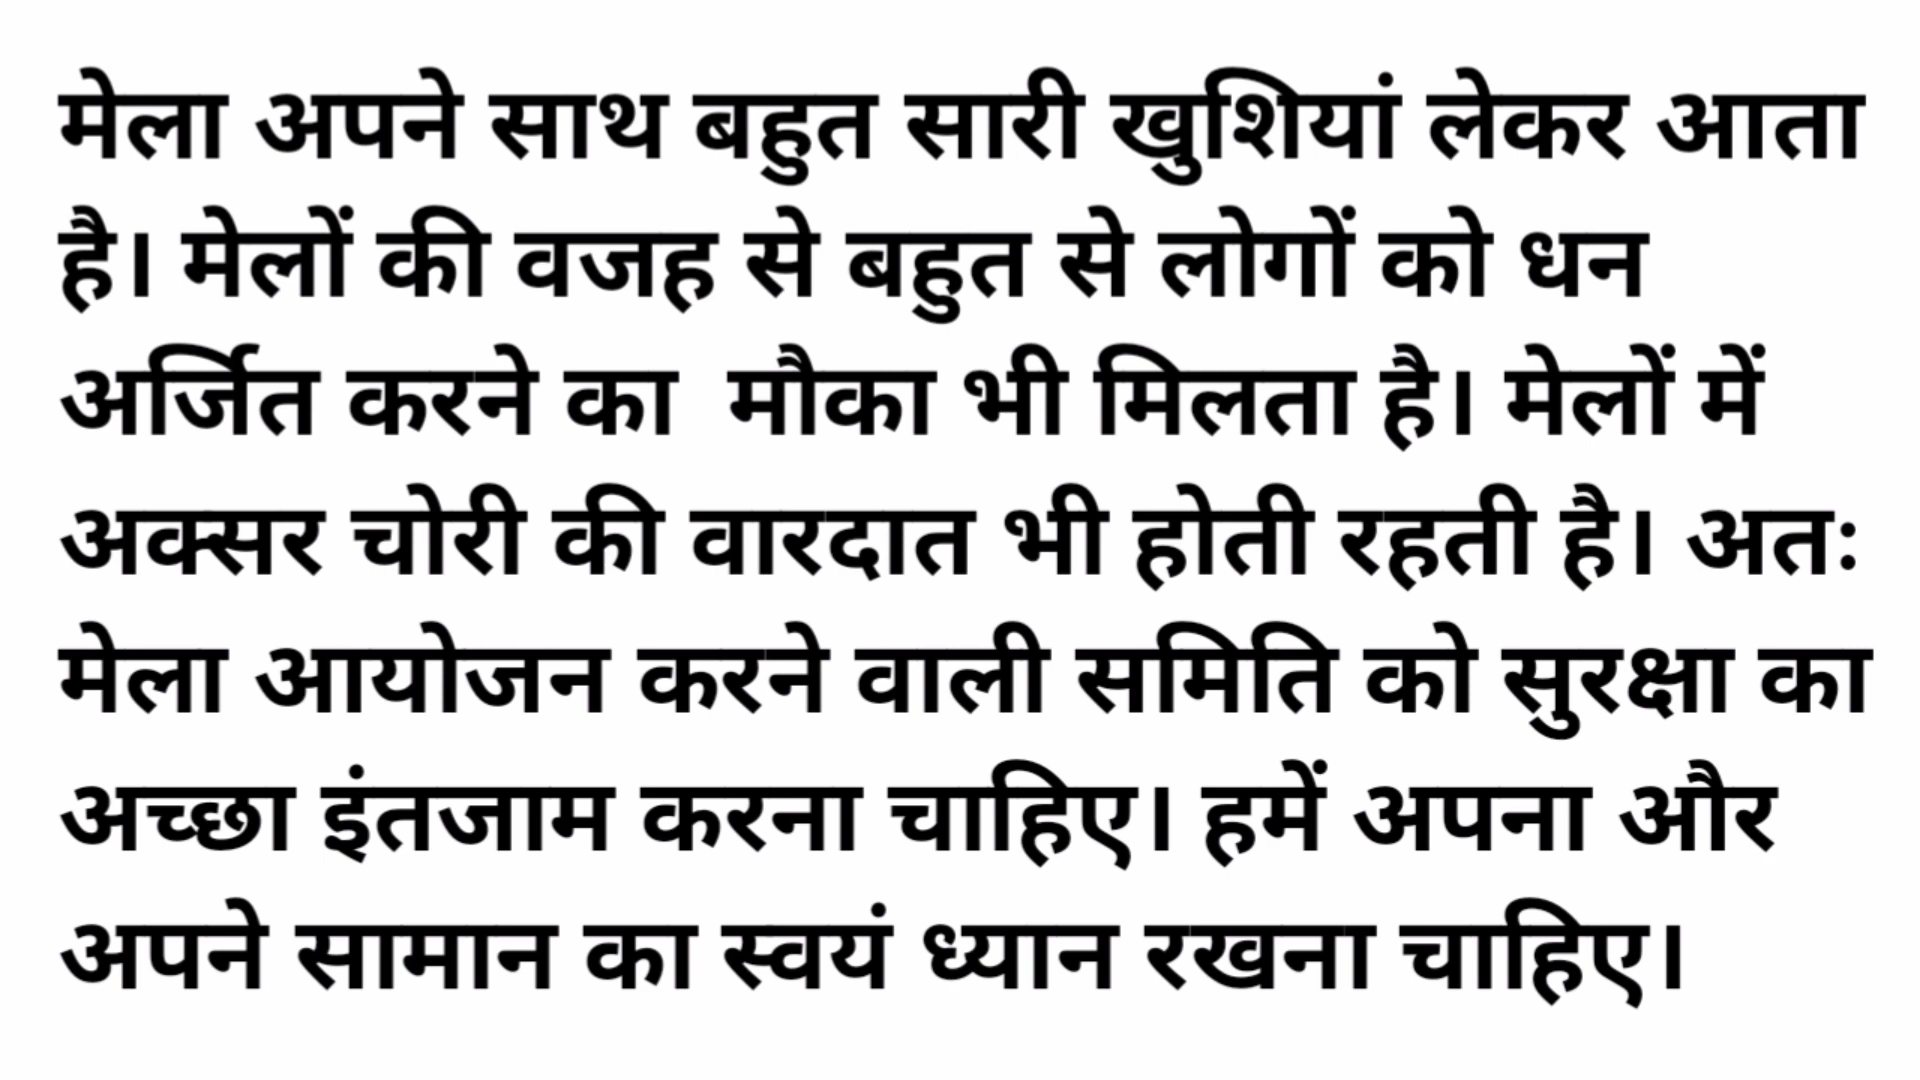 मेला अपने साथ बहुत सारी खुशियां लेकर आता
है। मेलों की वजह से बहुत से लोगों को धन
अर्जित करने का  मौका भी मिलता है। मेलों में
अक्सर चोरी की वारदात भी होती रहती है। अतः
मेला आयोजन करने वाली समिति को सुरक्षा का
अच्छा इंतजाम करना चाहिए। हमें अपना और
अपने सामान का स्वयं ध्यान रखना चाहिए।